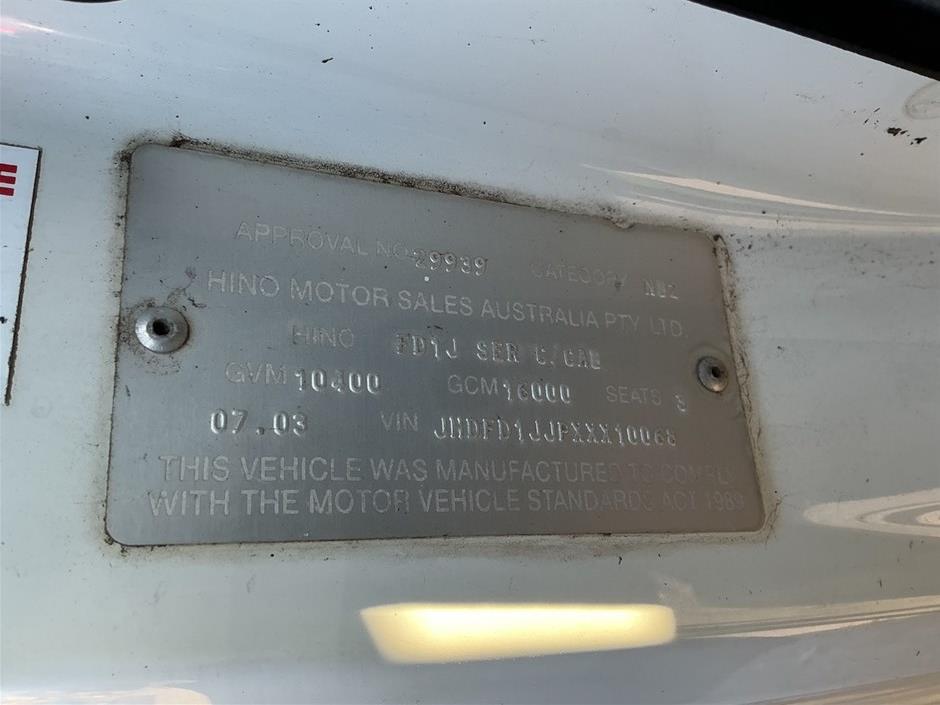 E
APPROVAL NO 29939 CATEGORY NB2
HINO MOTOR SALES AUSTRALIA PTY LTD.
HINO FD1J SER C/CAB
GVM 10400 GCM 16000 SEATS 3
07.03 VIN JHDFD1JJPXXX10068
THIS VEHICLE WAS MANUFACTURED TO COMPLY
WITH THE MOTOR VEHICLE STANDARDS ACT 1989